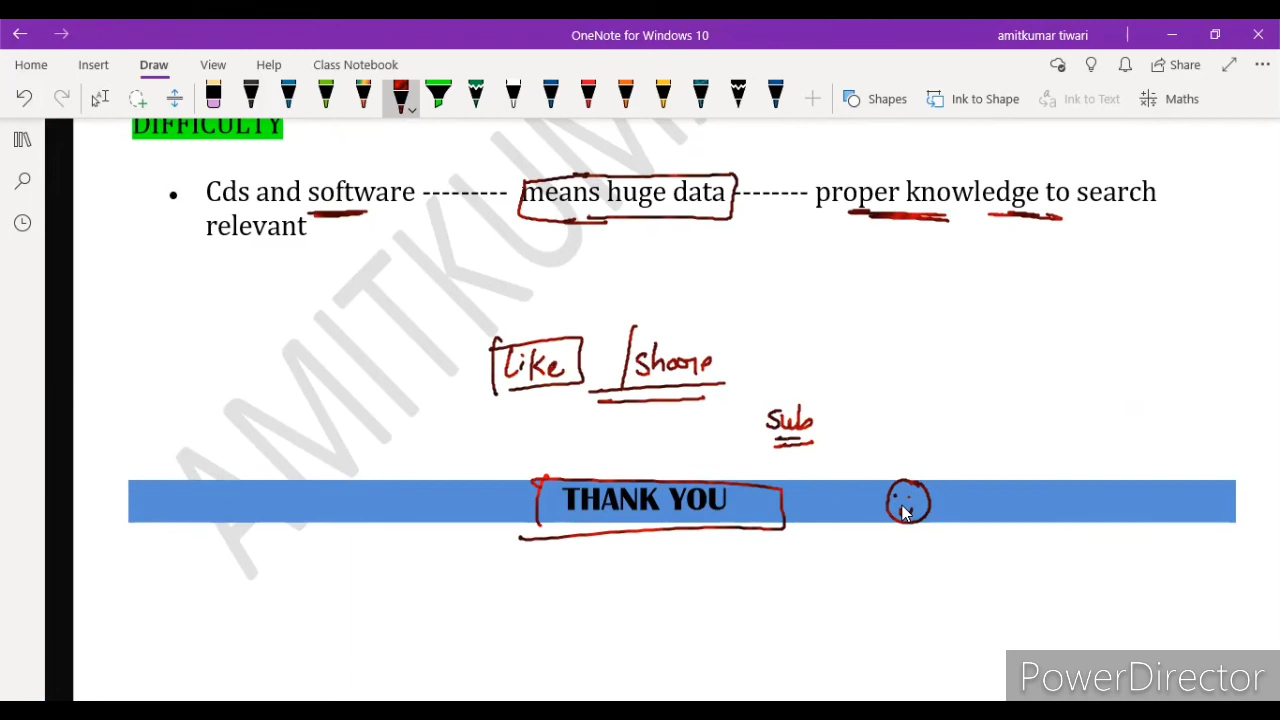 OneNote for Windows 10
amitkumar tiwari
Home Insert Draw View Help Class Notebook
Share
Shapes Ink to Shape Ink to Text Maths
DIFFICULTY
• Cds and software --------- means huge data -------- proper knowledge to search
relevant
Like /share
Sub
THANK YOU
AMITKUM
PowerDirector